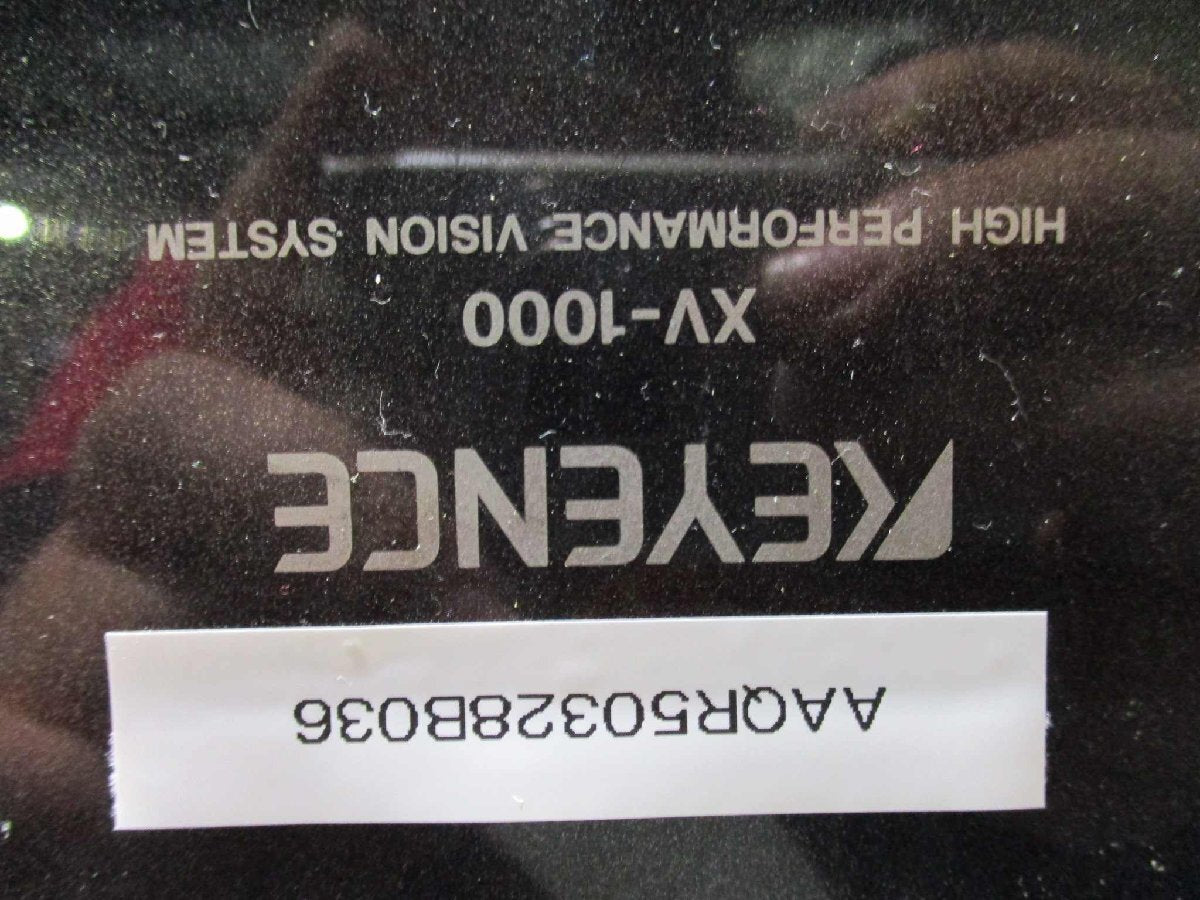 AAQR50328B036
KEYENCE
XV-1000
HIGH PERFORMANCE VISION SYSTEM